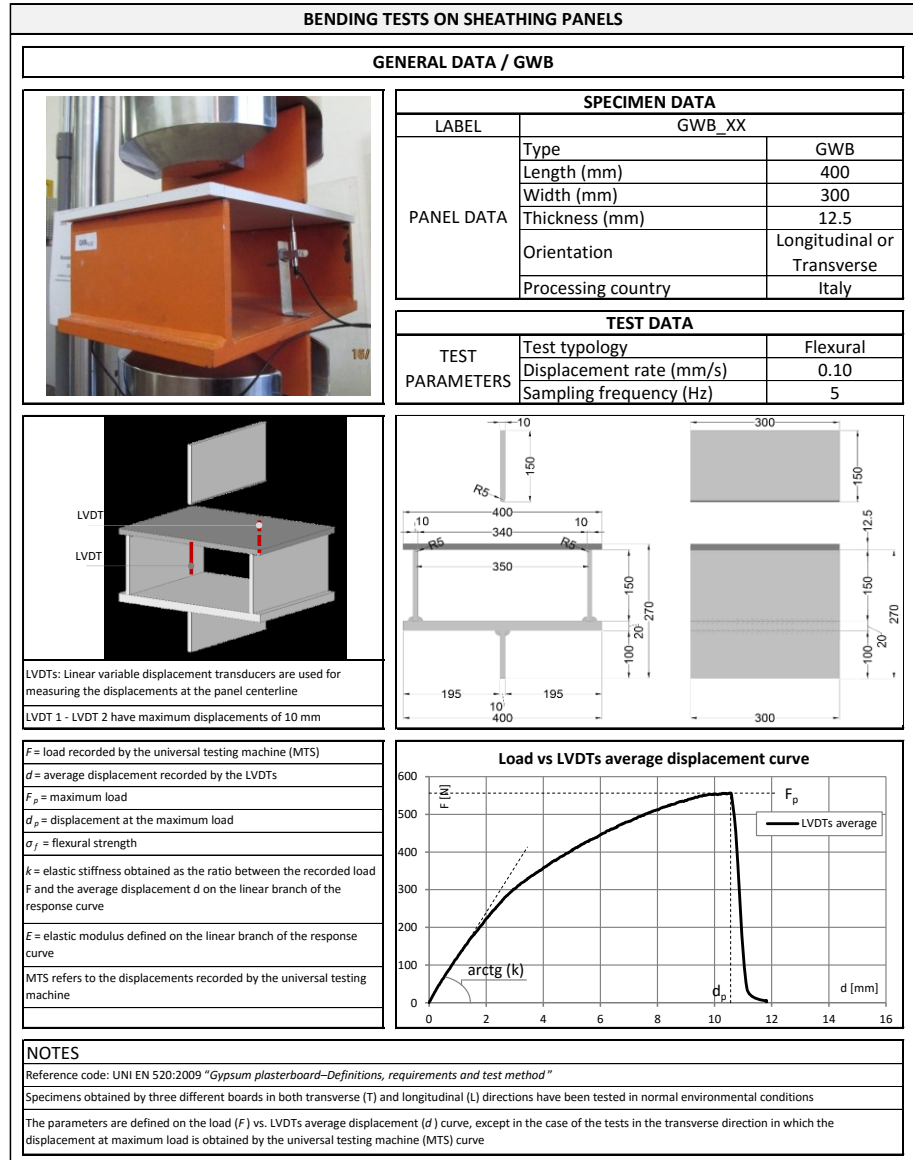 BENDING TESTS ON SHEATHING PANELS
GENERAL DATA / GWB
SPECIMEN DATA
LABEL GWB_XX
PANEL DATA
Type GWB
Length (mm) 400
Width (mm) 300
Thickness (mm) 12.5
Orientation Longitudinal or
Transverse
Processing country Italy
TEST DATA
TEST
PARAMETERS
Test typology Flexural
Displacement rate (mm/s) 0.10
Sampling frequency (Hz) 5
LVDT
LVDT
LVDTs: Linear variable displacement transducers are used for
measuring the displacements at the panel centerline
LVDT 1 - LVDT 2 have maximum displacements of 10 mm
10
150
R5
400
10 340 10
R5 R5
350
150
270
20
100
195 195
10
400
300
150
12.5
150
270
20
100
300
F = load recorded by the universal testing machine (MTS)
d = average displacement recorded by the LVDTs
Fp = maximum load
dp = displacement at the maximum load
σf = flexural strength
k = elastic stiffness obtained as the ratio between the recorded load
F and the average displacement d on the linear branch of the
response curve
E = elastic modulus defined on the linear branch of the response
curve
MTS refers to the displacements recorded by the universal testing
machine
Load vs LVDTs average displacement curve
600
500
400
300
200
100
0
F [N]
Fp
LVDTs average
arctg (k)
dp
d [mm]
0 2 4 6 8 10 12 14 16
NOTES
Reference code: UNI EN 520:2009 "Gypsum plasterboard–Definitions, requirements and test method"
Specimens obtained by three different boards in both transverse (T) and longitudinal (L) directions have been tested in normal environmental conditions
The parameters are defined on the load (F) vs. LVDTs average displacement (d) curve, except in the case of the tests in the transverse direction in which the
displacement at maximum load is obtained by the universal testing machine (MTS) curve